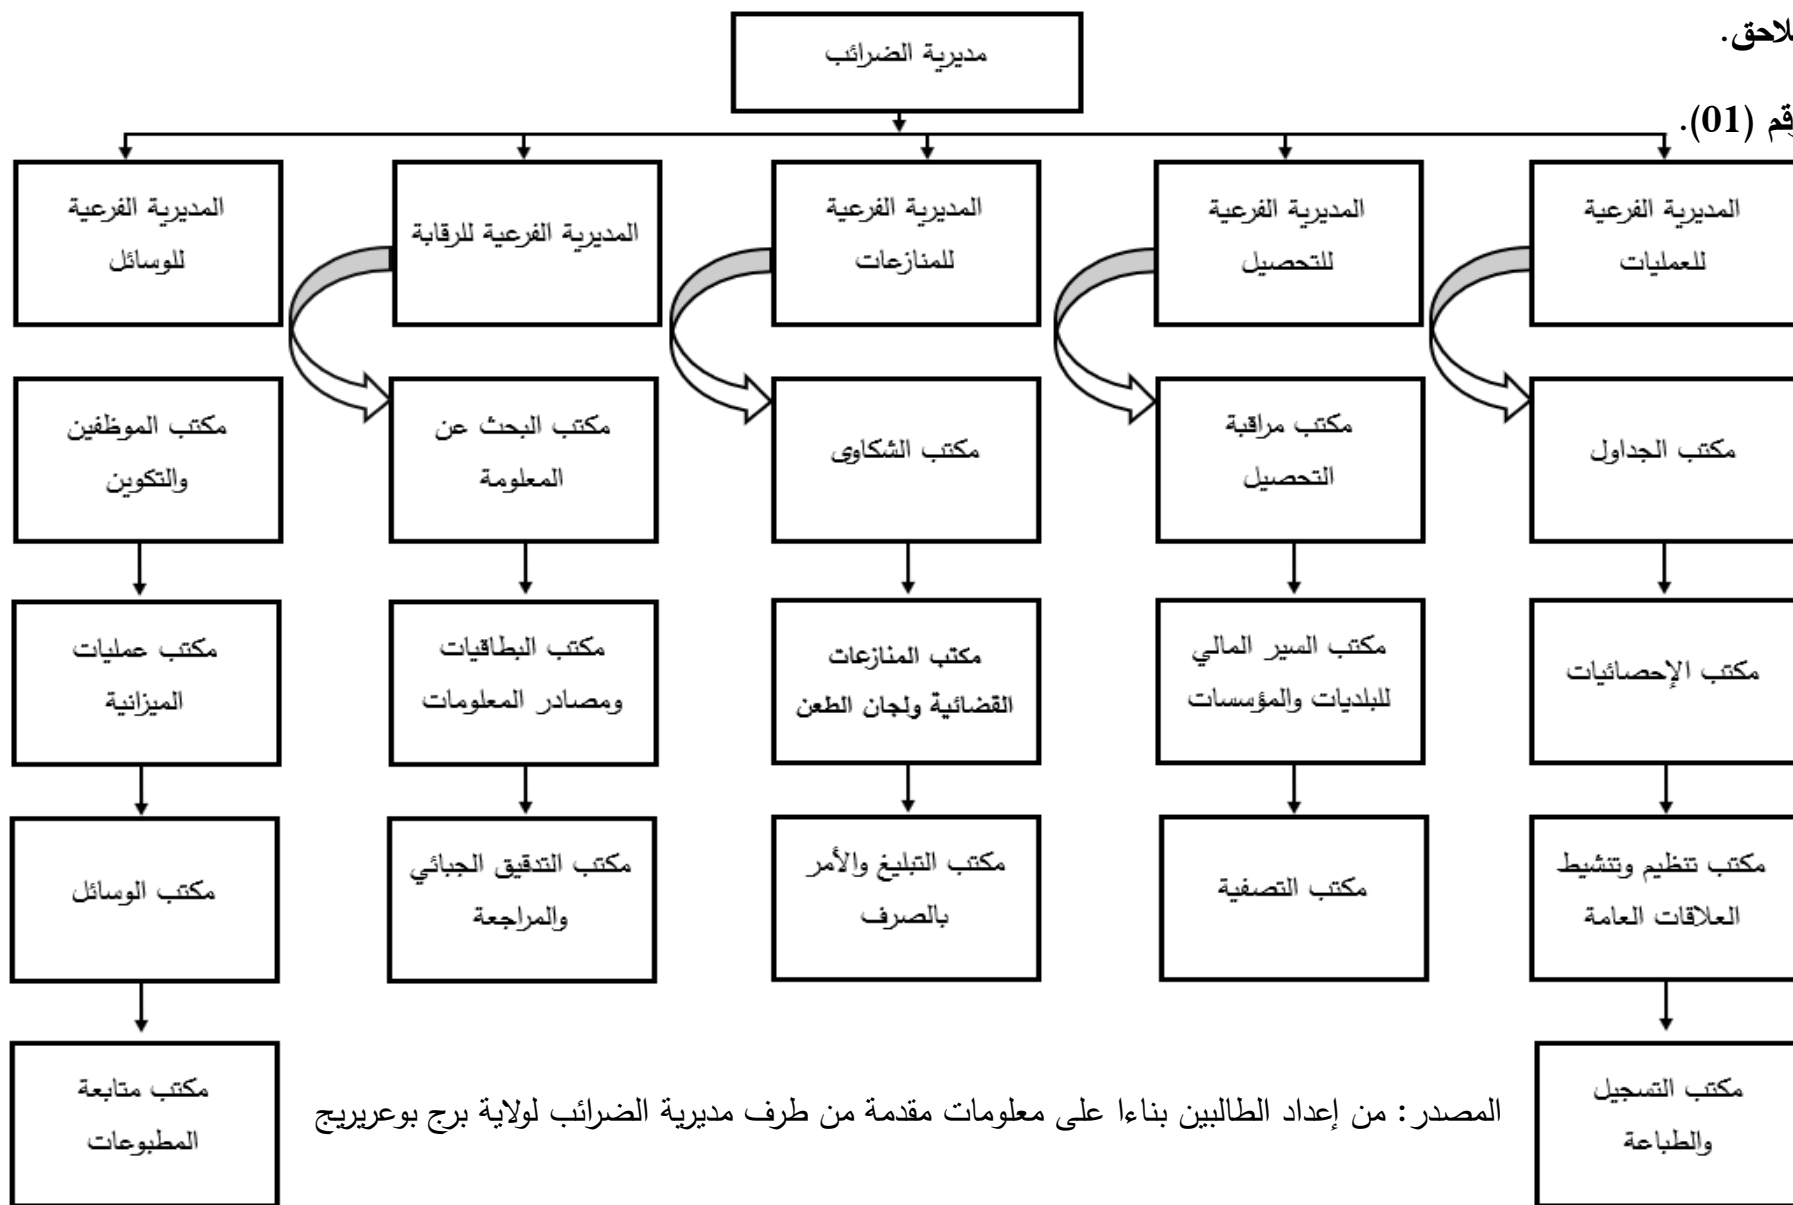 لاحق.
مديرية الضرائب
قم (01).
المديرية الفرعية
للعمليات
المديرية الفرعية
للتحصيل
المديرية الفرعية
للمنازعات
المديرية الفرعية للرقابة
المديرية الفرعية
للوسائل
مكتب الجداول
مكتب مراقبة
التحصيل
مكتب الشكاوى
مكتب البحث عن
المعلومة
مكتب الموظفين
والتكوين
مكتب الإحصائيات
مكتب السير المالي
للبلديات والمؤسسات
مكتب المنازعات
القضائية ولجان الطعن
مكتب البطاقيات
ومصادر المعلومات
مكتب عمليات
الميزانية
مكتب تنظيم وتنشيط
العلاقات العامة
مكتب التصفية
مكتب التبليغ والأمر
بالصرف
مكتب التدقيق الجبائي
والمراجعة
مكتب الوسائل
مكتب التسجيل
والطباعة
مكتب متابعة
المطبوعات
المصدر: من إعداد الطالبين بناءا على معلومات مقدمة من طرف مديرية الضرائب لولاية برج بوعريريج